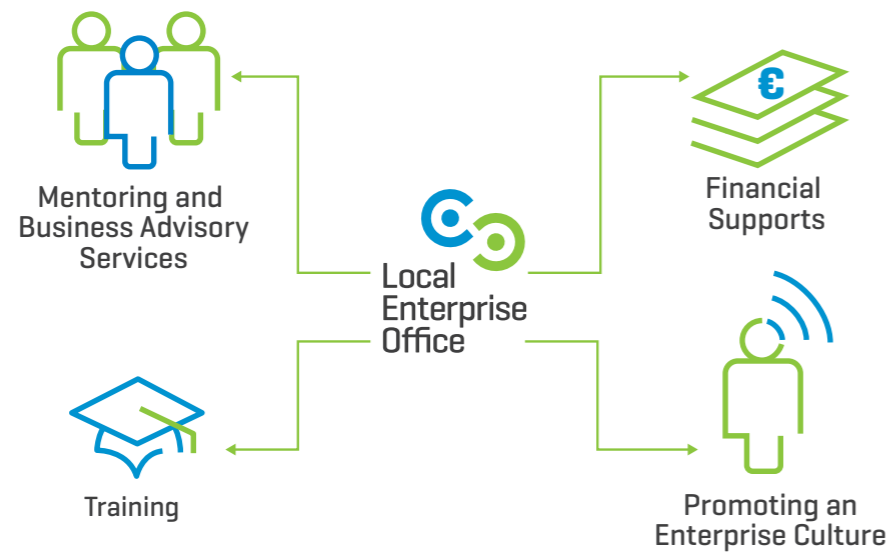 Mentoring and
Business Advisory
Services
€
Financial
Supports
Local
Enterprise
Office
Training
Promoting an
Enterprise Culture